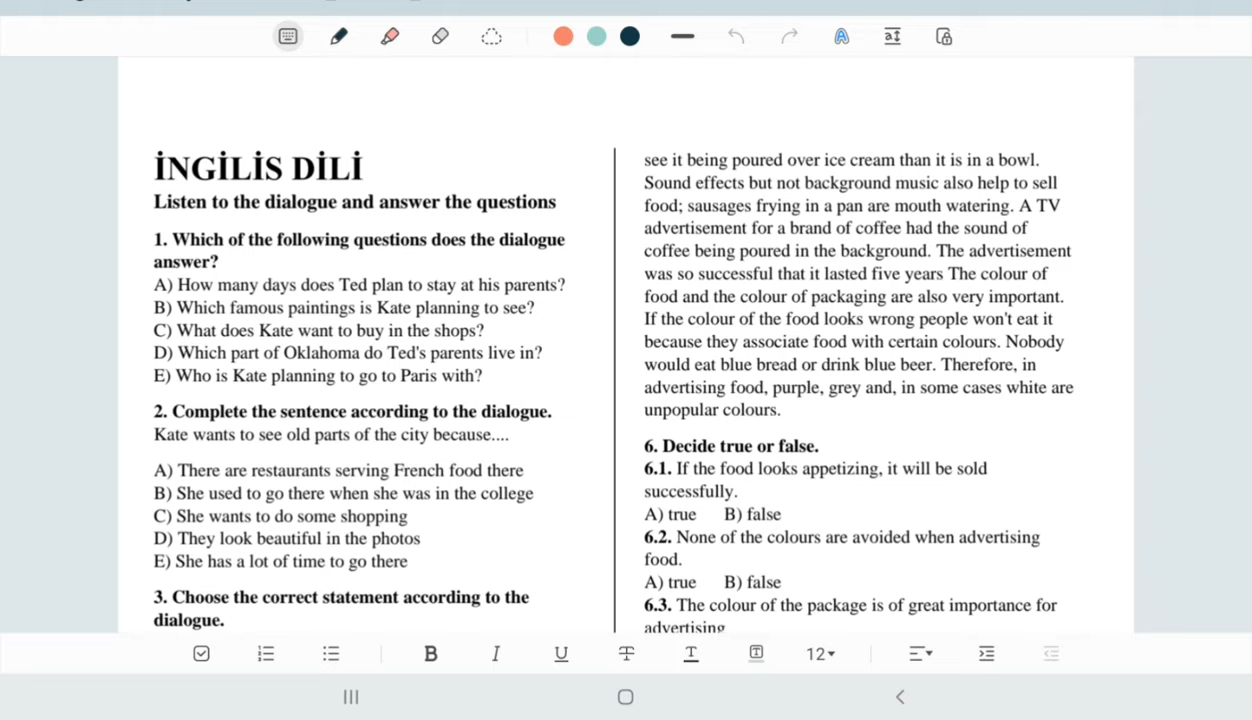 İNGİLİS DİLİ
Listen to the dialogue and answer the questions
1. Which of the following questions does the dialogue
answer?
A) How many days does Ted plan to stay at his parents?
B) Which famous paintings is Kate planning to see?
C) What does Kate want to buy in the shops?
D) Which part of Oklahoma do Ted's parents live in?
E) Who is Kate planning to go to Paris with?
2. Complete the sentence according to the dialogue.
Kate wants to see old parts of the city because....
A) There are restaurants serving French food there
B) She used to go there when she was in the college
C) She wants to do some shopping
D) They look beautiful in the photos
E) She has a lot of time to go there
3. Choose the correct statement according to the
dialogue.
see it being poured over ice cream than it is in a bowl.
Sound effects but not background music also help to sell
food; sausages frying in a pan are mouth watering. A TV
advertisement for a brand of coffee had the sound of
coffee being poured in the background. The advertisement
was so successful that it lasted five years The colour of
food and the colour of packaging are also very important.
If the colour of the food looks wrong people won't eat it
because they associate food with certain colours. Nobody
would eat blue bread or drink blue beer. Therefore, in
advertising food, purple, grey and, in some cases white are
unpopular colours.
6. Decide true or false.
6.1. If the food looks appetizing, it will be sold
successfully.
A) true B) false
6.2. None of the colours are avoided when advertising
food.
A) true B) false
6.3. The colour of the package is of great importance for
advertising
B I U T T T 12